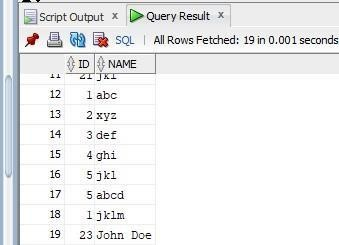 Script Output x Query Result x
SQL | All Rows Fetched: 19 in 0.001 seconds
ID NAME
11 21 jkl
12 1 abc
13 2 xyz
14 3 def
15 4 ghi
16 5 jkl
17 5 abcd
18 1 jklm
19 23 John Doe